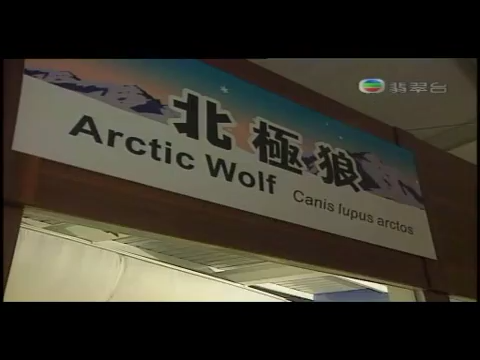 翡翠台
北極狼
Arctic Wolf
Canis lupus arctos